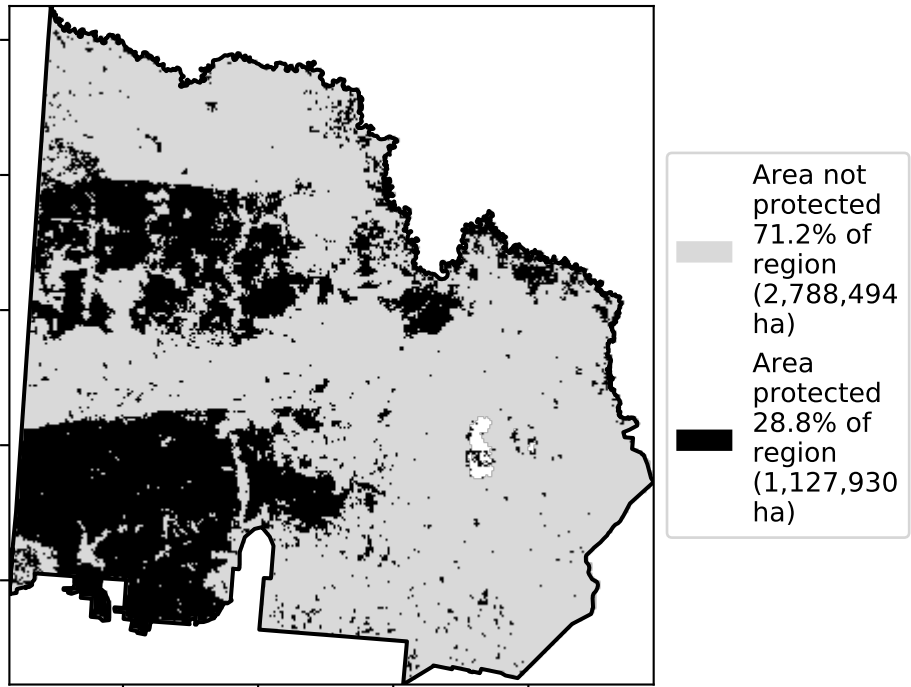 Area not
protected
71.2% of
region
(2,788,494
ha)
Area
protected
28.8% of
region
(1,127,930
ha)